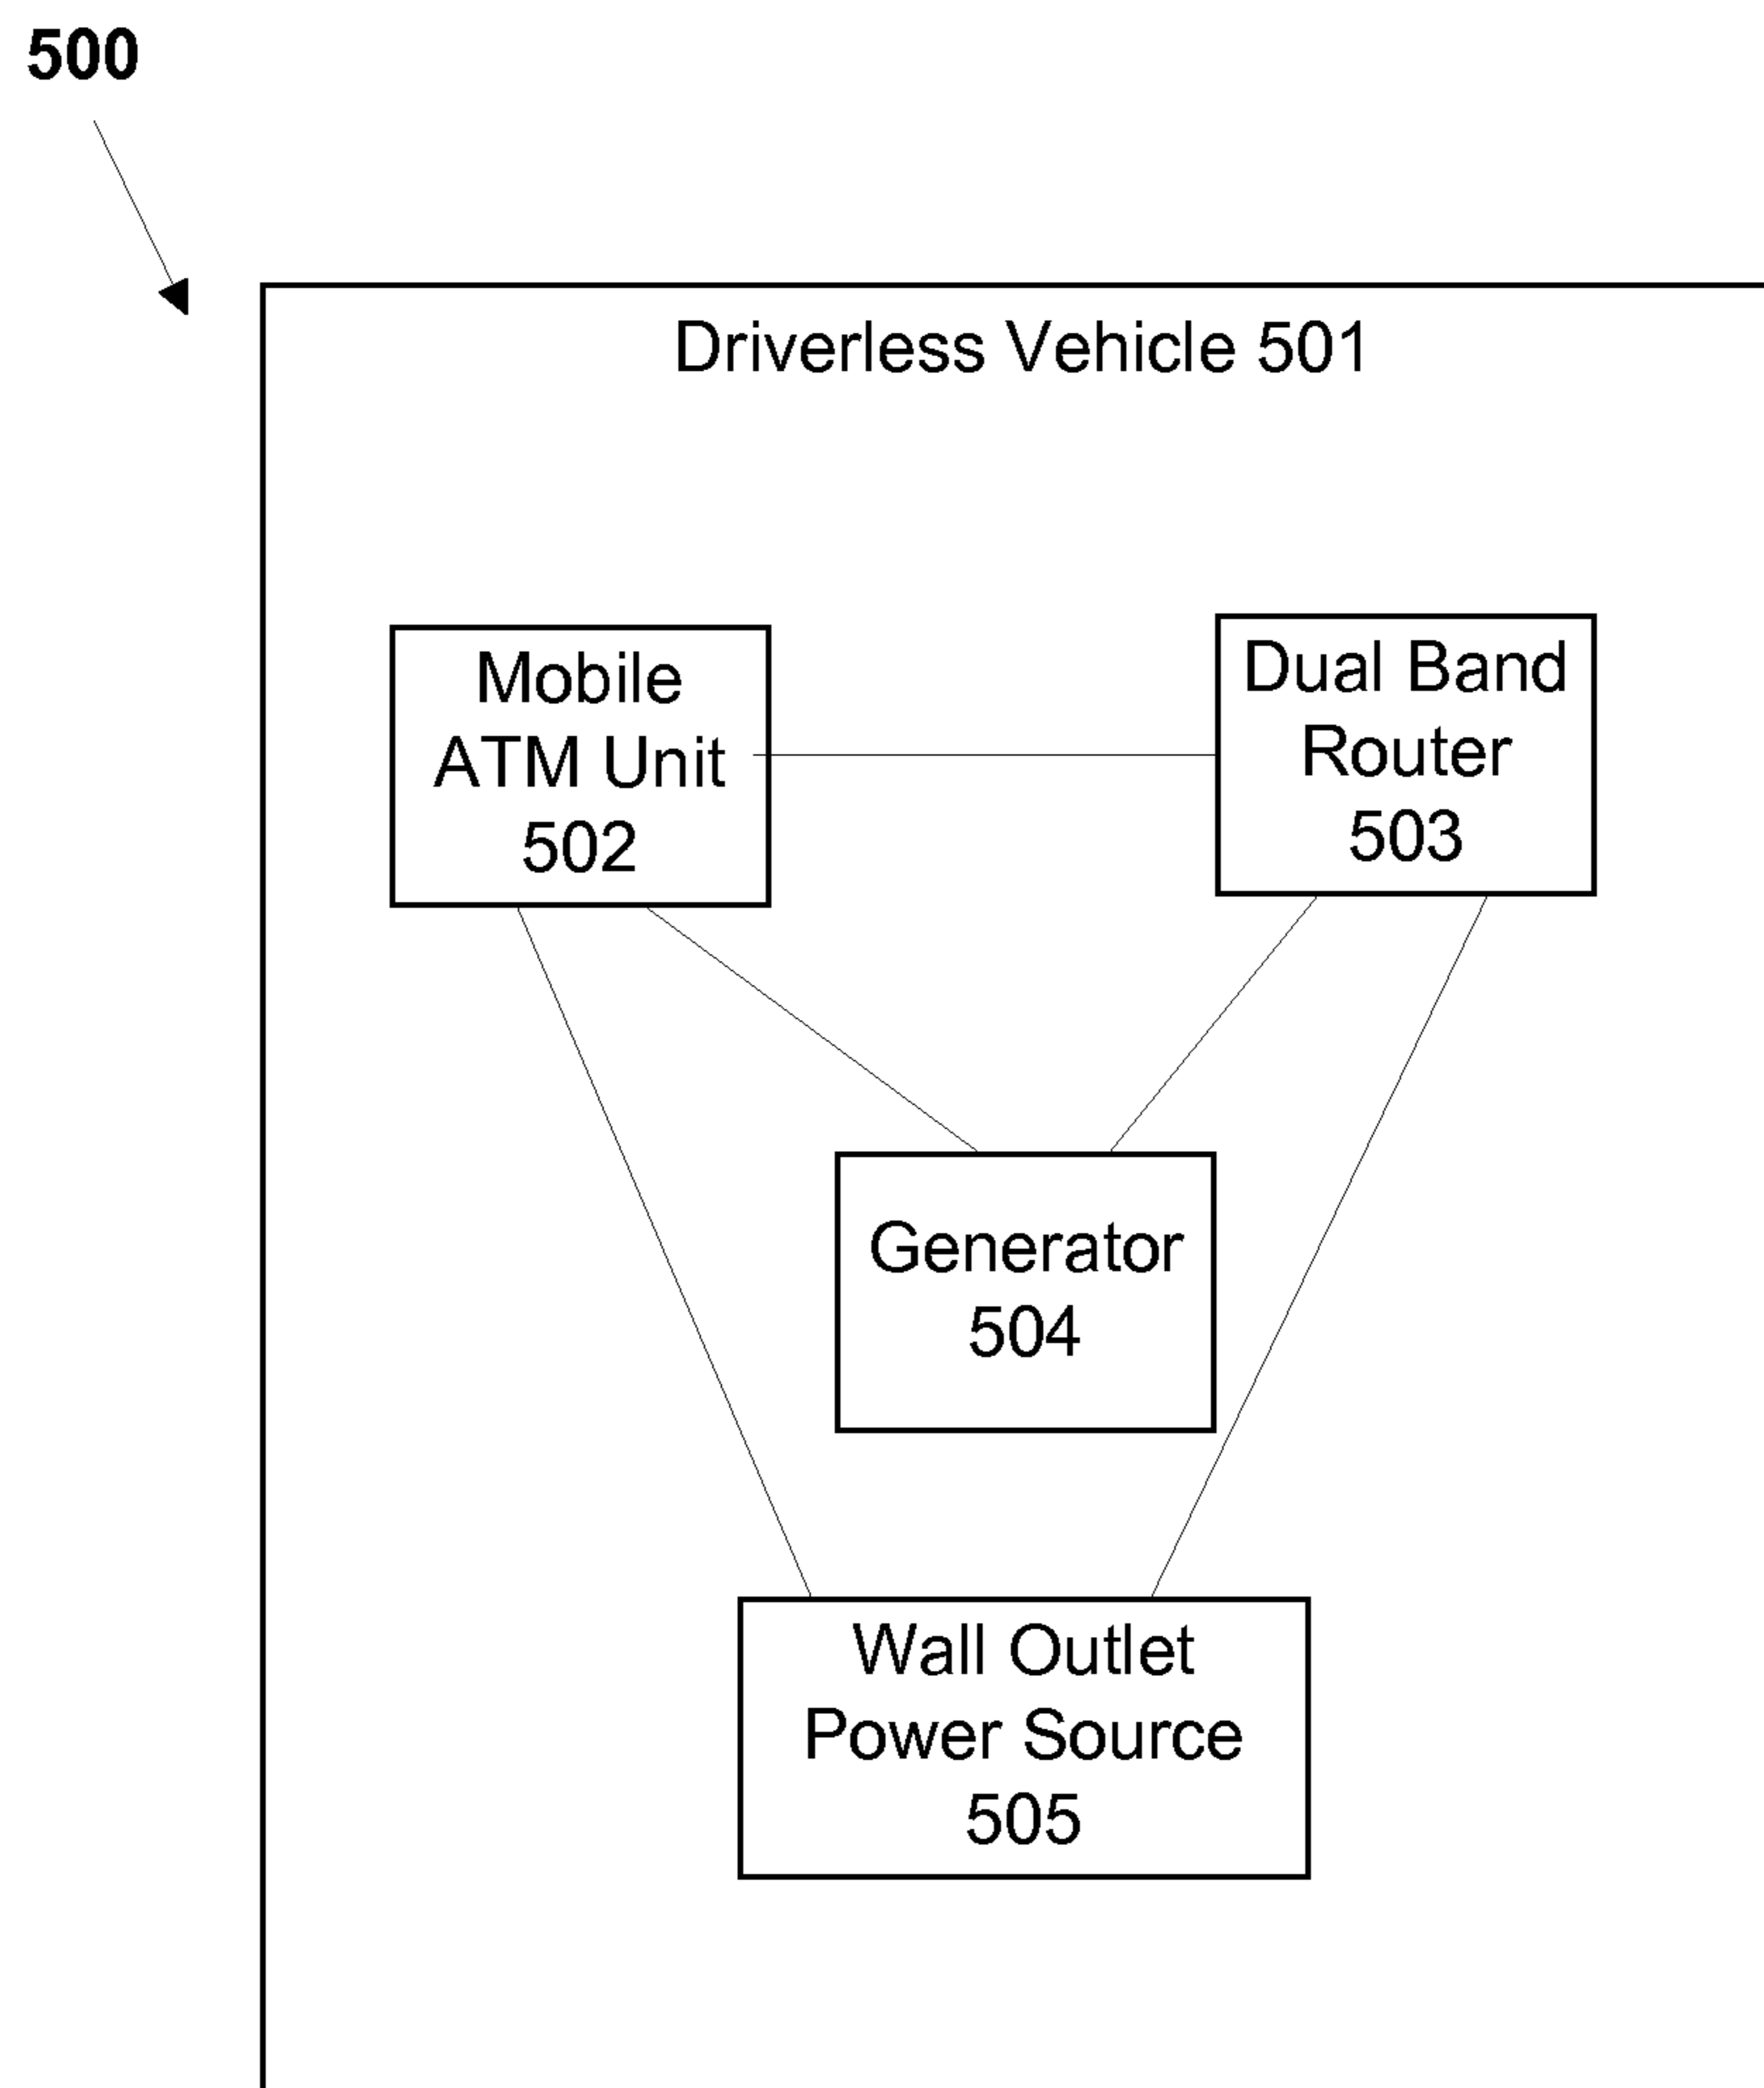 500
Driverless Vehicle 501
Mobile
ATM Unit
502
Dual Band
Router
503
Generator
504
Wall Outlet
Power Source
505